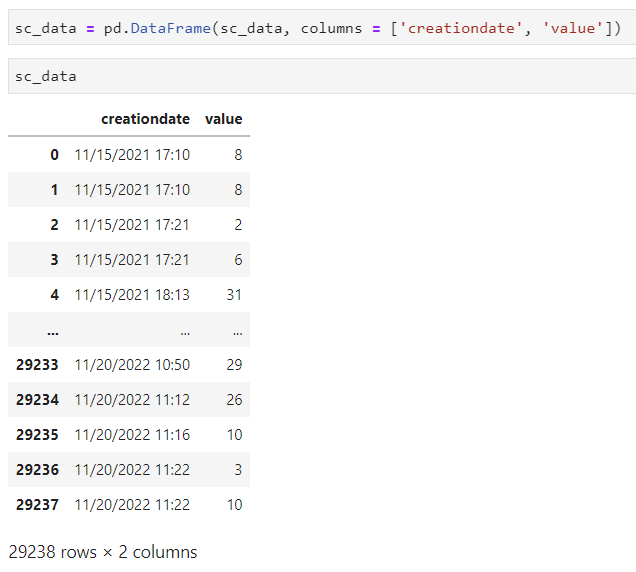 sc_data = pd.DataFrame(sc_data, columns = ['creationdate', 'value'])
sc_data
creationdate value
0 11/15/2021 17:10 8
1 11/15/2021 17:10 8
2 11/15/2021 17:21 2
3 11/15/2021 17:21 6
4 11/15/2021 18:13 31
... ... ...
29233 11/20/2022 10:50 29
29234 11/20/2022 11:12 26
29235 11/20/2022 11:16 10
29236 11/20/2022 11:22 3
29237 11/20/2022 11:22 10
29238 rows × 2 columns